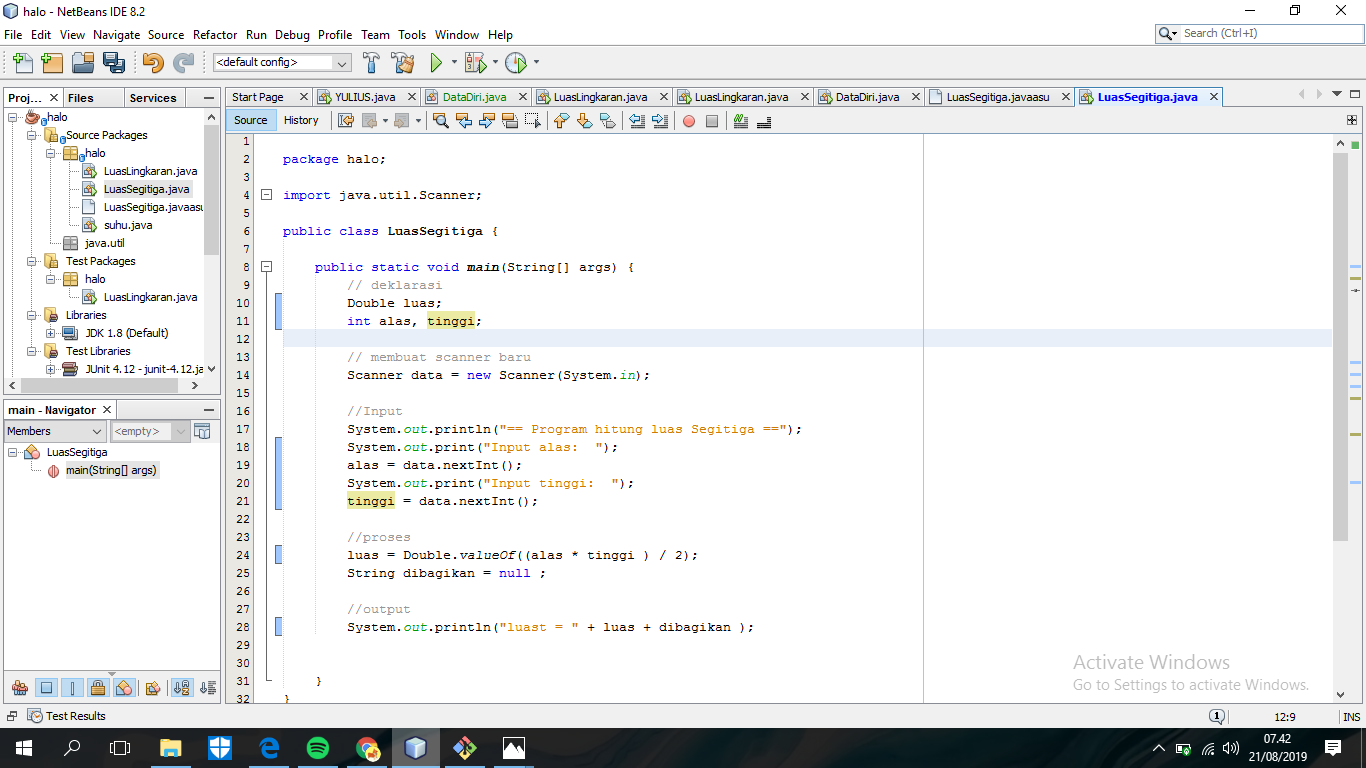 halo - NetBeans IDE 8.2
File Edit View Navigate Source Refactor Run Debug Profile Team Tools Window Help
Search (Ctrl+I)
<default config>
Proj... Files Services
halo
Source Packages
halo
LuasLingkaran.java
LuasSegitiga.java
LuasSegitiga.javaasu
suhu.java
java.util
Test Packages
halo
LuasLingkaran.java
Libraries
JDK 1.8 (Default)
Test Libraries
JUnit 4.12 - junit-4.12.ja
main - Navigator
Members <empty>
LuasSegitiga
main(String[] args)
Start Page YULIUS.java DataDiri.java LuasLingkaran.java LuasLingkaran.java DataDiri.java LuasSegitiga.javaasu LuasSegitiga.java
Source History
1
2 package halo;
3
4 import java.util.Scanner;
5
6 public class LuasSegitiga {
7
8 public static void main(String[] args) {
9 // deklarasi
10 Double luas;
11 int alas, tinggi;
12
13 // membuat scanner baru
14 Scanner data = new Scanner(System.in);
15
16 //Input
17 System.out.println("== Program hitung luas Segitiga ==");
18 System.out.print("Input alas:  ");
19 alas = data.nextInt();
20 System.out.print("Input tinggi:  ");
21 tinggi = data.nextInt();
22
23 //proses
24 luas = Double.valueOf((alas * tinggi ) / 2);
25 String dibagikan = null ;
26
27 //output
28 System.out.println("luast = " + luas + dibagikan );
29
30
31 }
32 }
Activate Windows
Go to Settings to activate Windows.
Test Results
1 12:9 INS
07.42
21/08/2019